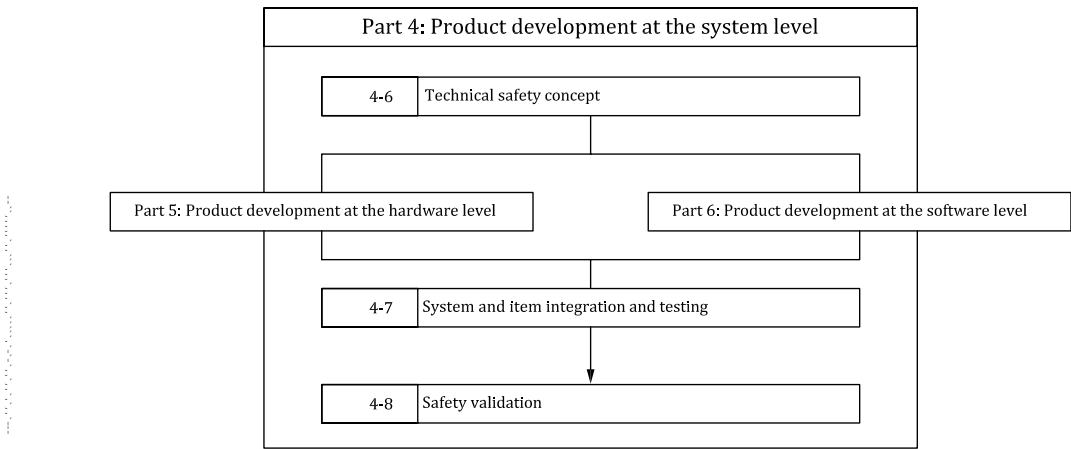 Part 4: Product development at the system level
4-6 Technical safety concept
Part 5: Product development at the hardware level
Part 6: Product development at the software level
4-7 System and item integration and testing
4-8 Safety validation